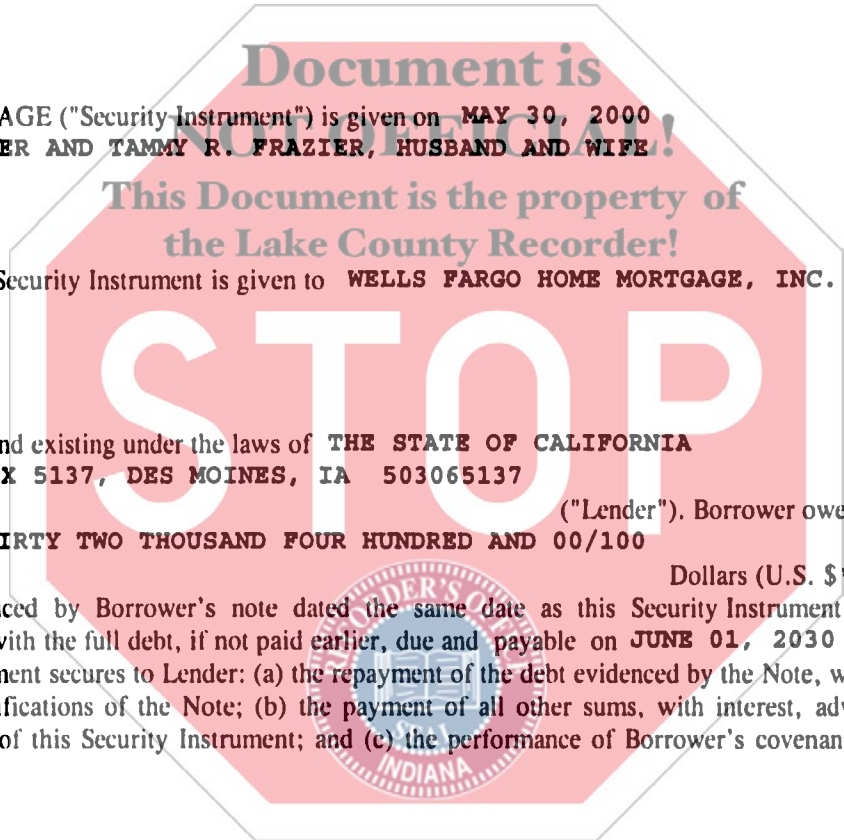 Document is
AGE ("Security Instrument") is given on MAY 30, 2000
NOT OFFICIAL!
ER AND TAMMY R. FRAZIER, HUSBAND AND WIFE
This Document is the property of
the Lake County Recorder!
Security Instrument is given to WELLS FARGO HOME MORTGAGE, INC.
STOP
nd existing under the laws of THE STATE OF CALIFORNIA
X 5137, DES MOINES, IA 503065137
("Lender"). Borrower owe
IRTY TWO THOUSAND FOUR HUNDRED AND 00/100
Dollars (U.S. $
ced by Borrower's note dated the same date as this Security Instrument
with the full debt, if not paid earlier, due and payable on JUNE 01, 2030
ment secures to Lender: (a) the repayment of the debt evidenced by the Note, w
ifications of the Note; (b) the payment of all other sums, with interest, adv
of this Security Instrument; and (c) the performance of Borrower's covenan
RECORDER'S OFFICE
SEAL
INDIANA